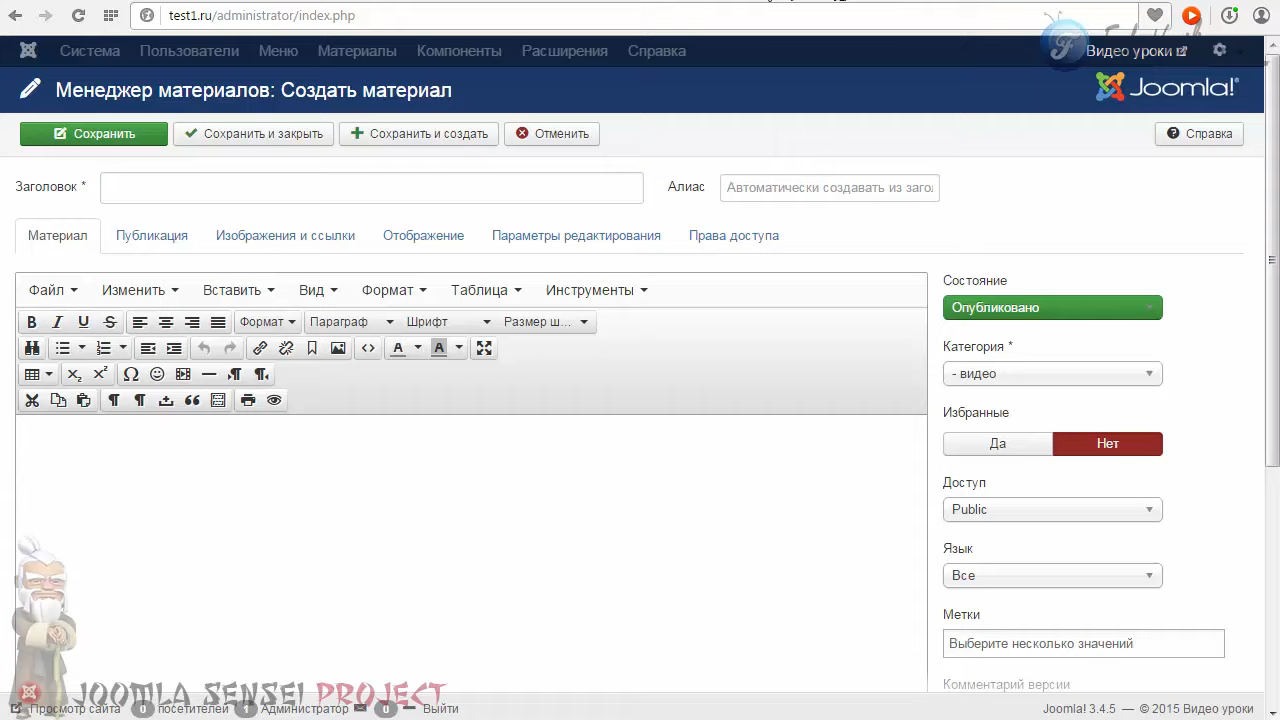 test1.ru/administrator/index.php
Система Пользователи Меню Материалы Компоненты Расширения Справка Видео уроки
Менеджер материалов: Создать материал Joomla!
Сохранить Сохранить и закрыть Сохранить и создать Отменить Справка
Заголовок * Алиас Автоматически создавать из заго.
Материал Публикация Изображения и ссылки Отображение Параметры редактирования Права доступа
Файл Изменить Вставить Вид Формат Таблица Инструменты
Формат Параграф Шрифт Размер ш...
Состояние
Опубликовано
Категория *
- видео
Избранные
Да Нет
Доступ
Public
Язык
Все
Метки
Выберите несколько значений
Комментарий версии
JOOMLA SENSEI PROJECT
Просмотр сайта 0 посетителей 1 Администратор 0 Выйти Joomla! 3.4.5 — © 2015 Видео уроки